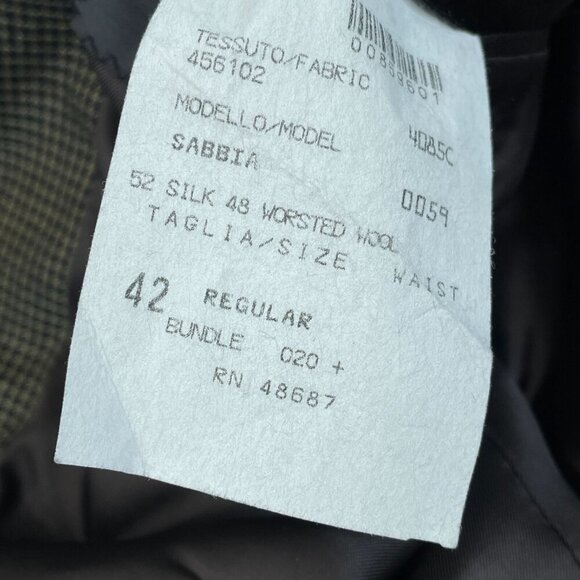 00859601
TESSUTO/FABRIC
456102
MODELLO/MODEL 4085C
SABBIA 0059
52 SILK 48 WORSTED WOOL
TAGLIA/SIZE WAIST
42 REGULAR
BUNDLE 020 +
RN 48687